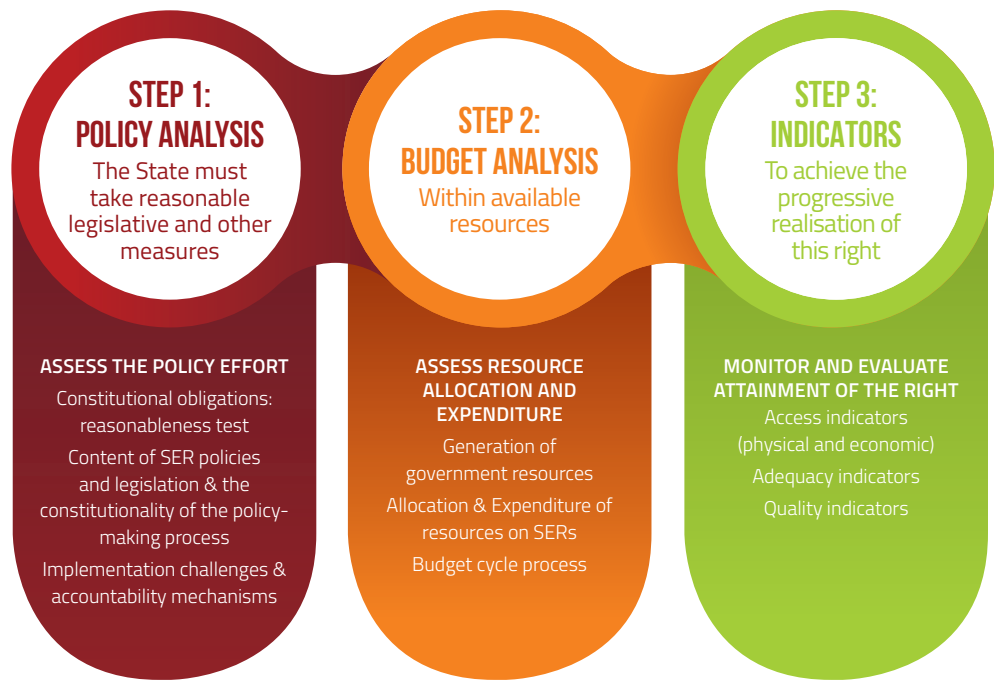 STEP 1:
POLICY ANALYSIS
The State must
take reasonable
legislative and other
measures
ASSESS THE POLICY EFFORT
Constitutional obligations:
reasonableness test
Content of SER policies
and legislation & the
constitutionality of the policy-
making process
Implementation challenges &
accountability mechanisms
STEP 2:
BUDGET ANALYSIS
Within available
resources
ASSESS RESOURCE
ALLOCATION AND
EXPENDITURE
Generation of
government resources
Allocation & Expenditure of
resources on SERs
Budget cycle process
STEP 3:
INDICATORS
To achieve the
progressive
realisation of
this right
MONITOR AND EVALUATE
ATTAINMENT OF THE RIGHT
Access indicators
(physical and economic)
Adequacy indicators
Quality indicators